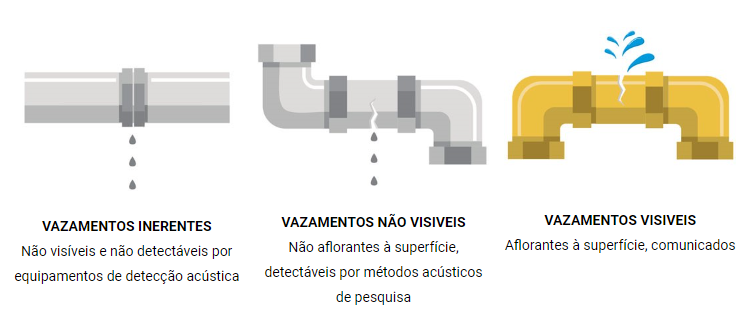 VAZAMENTOS INERENTES
Não visíveis e não detectáveis por
equipamentos de detecção acústica
VAZAMENTOS NÃO VISIVEIS
Não aflorantes à superfície,
detectáveis por métodos acústicos
de pesquisa
VAZAMENTOS VISIVEIS
Aflorantes à superfície, comunicados